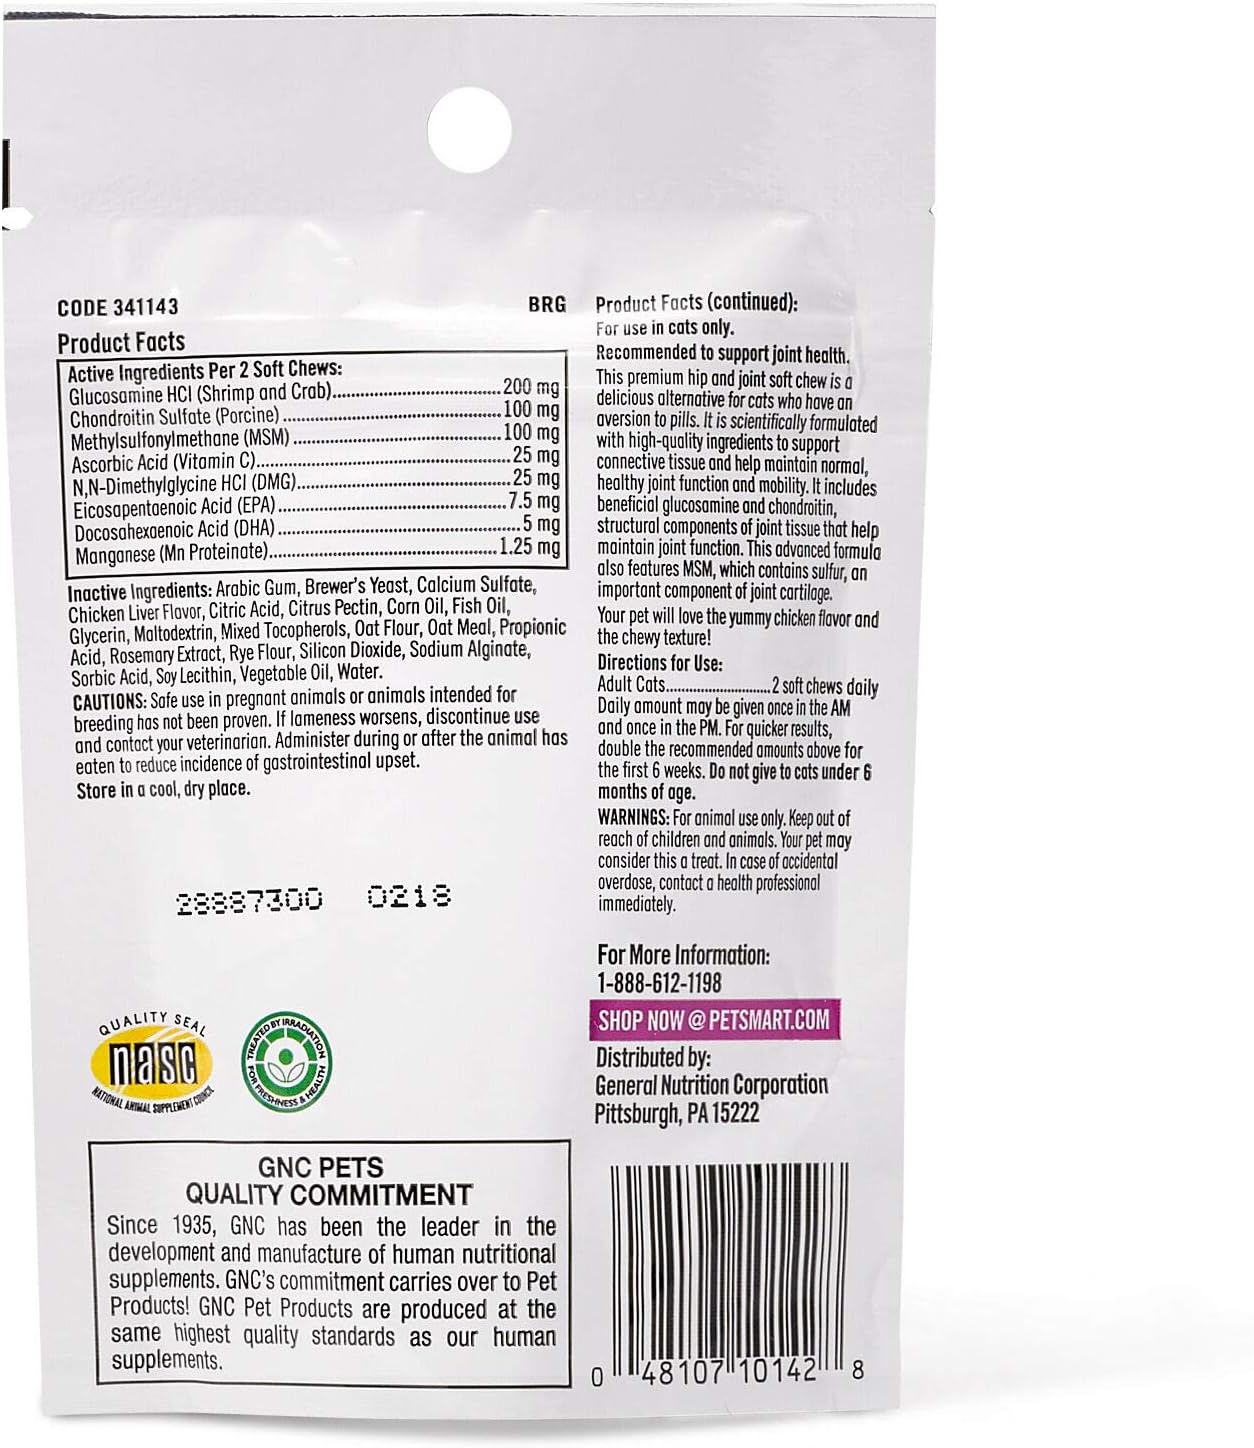 CODE 341143 BRG
Product Facts
Active Ingredients Per 2 Soft Chews:
Glucosamine HCl (Shrimp and Crab)...200 mg
Chondroitin Sulfate (Porcine)...100 mg
Methylsulfonylmethane (MSM)...100 mg
Ascorbic Acid (Vitamin C)...25 mg
N,N-Dimethylglycine HCl (DMG)...25 mg
Eicosapentaenoic Acid (EPA)...7.5 mg
Docosahexaenoic Acid (DHA)...5 mg
Manganese (Mn Proteinate)...1.25 mg
Inactive Ingredients: Arabic Gum, Brewer's Yeast, Calcium Sulfate,
Chicken Liver Flavor, Citric Acid, Citrus Pectin, Corn Oil, Fish Oil,
Glycerin, Maltodextrin, Mixed Tocopherols, Oat Flour, Oat Meal, Propionic
Acid, Rosemary Extract, Rye Flour, Silicon Dioxide, Sodium Alginate,
Sorbic Acid, Soy Lecithin, Vegetable Oil, Water.
CAUTIONS: Safe use in pregnant animals or animals intended for
breeding has not been proven. If lameness worsens, discontinue use
and contact your veterinarian. Administer during or after the animal has
eaten to reduce incidence of gastrointestinal upset.
Store in a cool, dry place.
28887300 0218
QUALITY SEAL
nasc
NATIONAL ANIMAL SUPPLEMENT COUNCIL
TREATED BY IRRADIATION
FOR FRESHNESS & HEALTH
GNC PETS
QUALITY COMMITMENT
Since 1935, GNC has been the leader in the
development and manufacture of human nutritional
supplements. GNC's commitment carries over to Pet
Products! GNC Pet Products are produced at the
same highest quality standards as our human
supplements.
Product Facts (continued):
For use in cats only.
Recommended to support joint health.
This premium hip and joint soft chew is a
delicious alternative for cats who have an
aversion to pills. It is scientifically formulated
with high-quality ingredients to support
connective tissue and help maintain normal,
healthy joint function and mobility. It includes
beneficial glucosamine and chondroitin,
structural components of joint tissue that help
maintain joint function. This advanced formula
also features MSM, which contains sulfur, an
important component of joint cartilage.
Your pet will love the yummy chicken flavor and
the chewy texture!
Directions for Use:
Adult Cats...2 soft chews daily
Daily amount may be given once in the AM
and once in the PM. For quicker results,
double the recommended amounts above for
the first 6 weeks. Do not give to cats under 6
months of age.
WARNINGS: For animal use only. Keep out of
reach of children and animals. Your pet may
consider this a treat. In case of accidental
overdose, contact a health professional
immediately.
For More Information:
1-888-612-1198
SHOP NOW @ PETSMART.COM
Distributed by:
General Nutrition Corporation
Pittsburgh, PA 15222
0 48107 10142 8